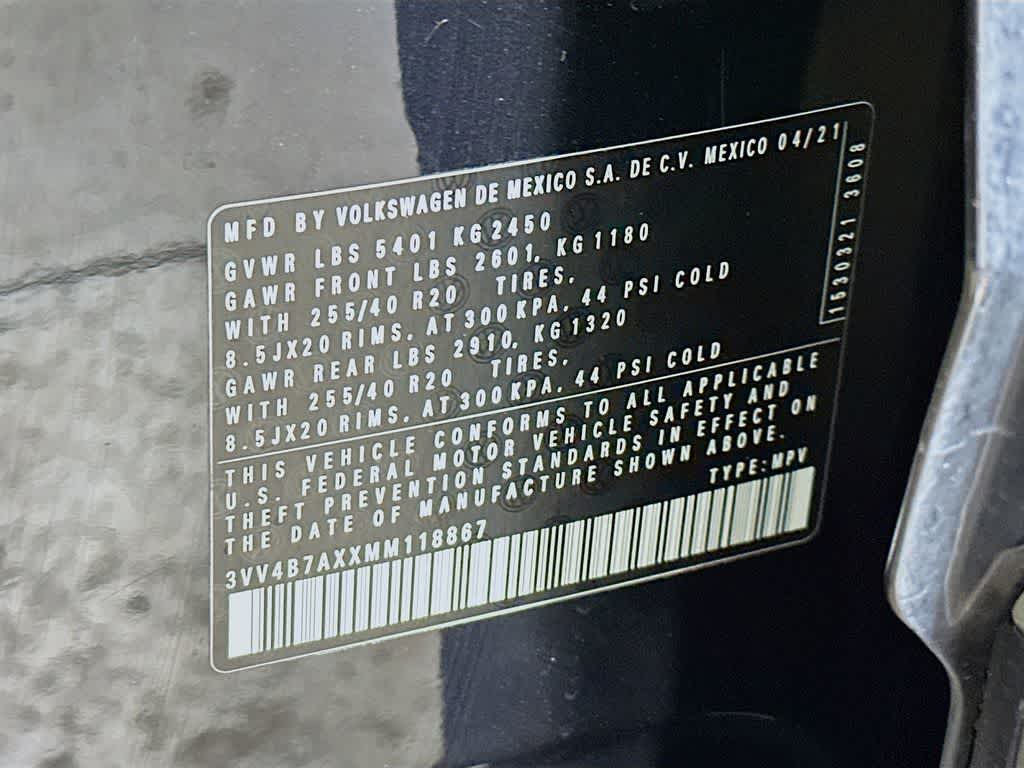 MFD BY VOLKSWAGEN DE MEXICO S.A. DE C.V. MEXICO 04/21
GVWR LBS 5401 KG 2450
GAWR FRONT LBS 2601, KG 1180
WITH 255/40 R20 TIRES,
8.5JX20 RIMS, AT 300 KPA, 44 PSI COLD
GAWR REAR LBS 2910, KG 1320
WITH 255/40 R20 TIRES,
8.5JX20 RIMS, AT 300 KPA, 44 PSI COLD
1530321 3608
THIS VEHICLE CONFORMS TO ALL APPLICABLE
U.S. FEDERAL MOTOR VEHICLE SAFETY AND
THEFT PREVENTION STANDARDS IN EFFECT ON
THE DATE OF MANUFACTURE SHOWN ABOVE.
3VV4B7AXXMM118867 TYPE:MPV